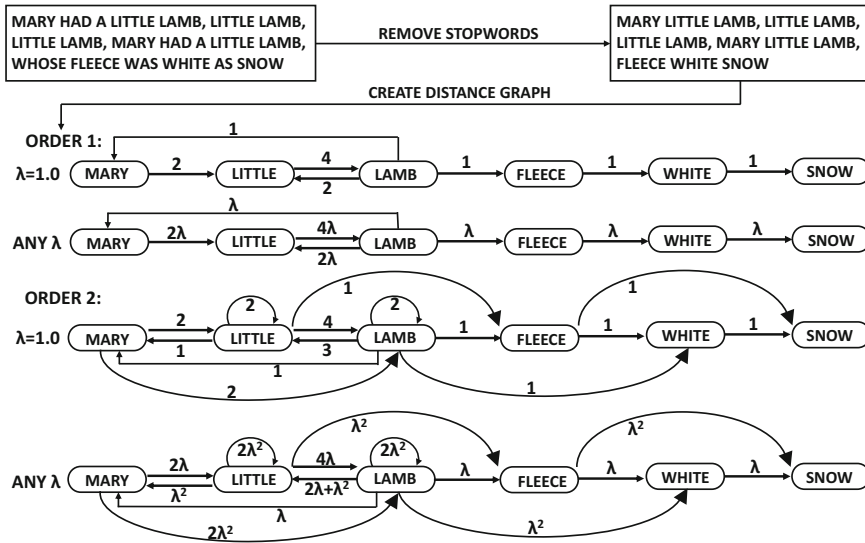 MARY HAD A LITTLE LAMB, LITTLE LAMB,
LITTLE LAMB, MARY HAD A LITTLE LAMB,
WHOSE FLEECE WAS WHITE AS SNOW
REMOVE STOPWORDS
MARY LITTLE LAMB, LITTLE LAMB,
LITTLE LAMB, MARY LITTLE LAMB,
FLEECE WHITE SNOW
CREATE DISTANCE GRAPH
ORDER 1:
1
λ=1.0 MARY 2 LITTLE 4 2 LAMB 1 FLEECE 1 WHITE 1 SNOW
λ
ANY λ MARY 2λ LITTLE 4λ 2λ LAMB λ FLEECE λ WHITE λ SNOW
ORDER 2:
2 1 2 1
λ=1.0 MARY 2 1 LITTLE 4 3 LAMB 1 FLEECE 1 WHITE 1 SNOW
1
2 1
2λ² λ² 2λ² λ²
ANY λ MARY 2λ λ² LITTLE 4λ 2λ+λ² LAMB λ FLEECE λ WHITE λ SNOW
λ
2λ² λ²